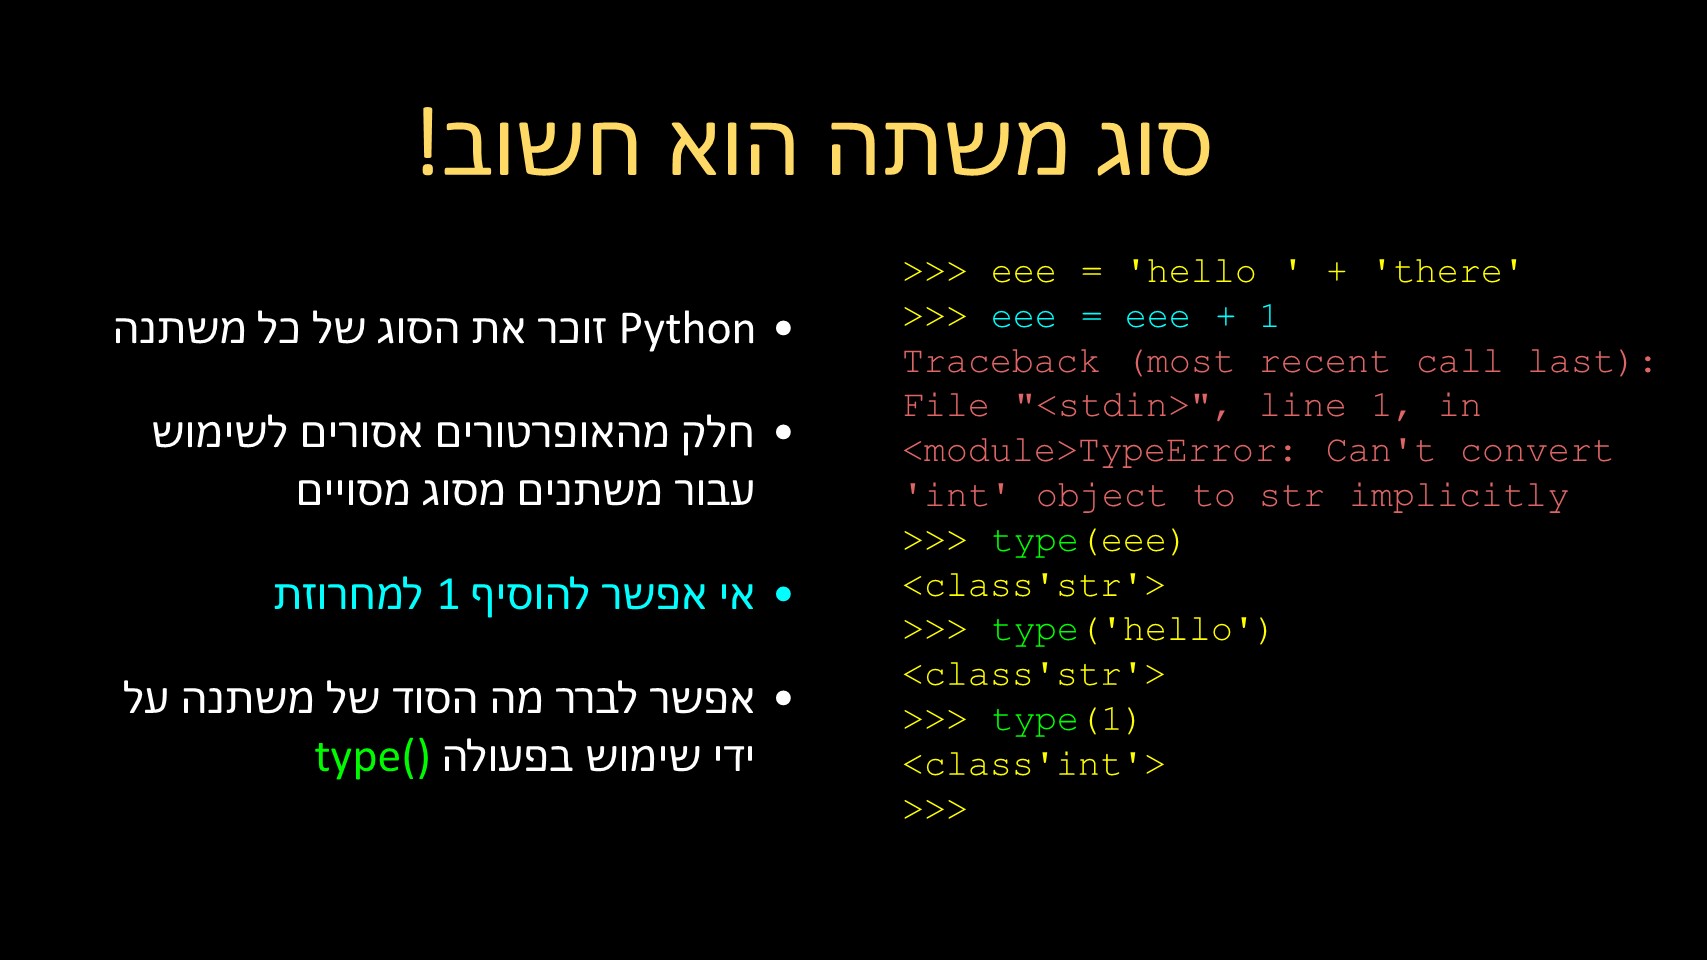 סוג משתה הוא חשוב!
• Python זוכר את הסוג של כל משתנה
• חלק מהאופרטורים אסורים לשימוש
עבור משתנים מסוג מסויים
• אי אפשר להוסיף 1 למחרוזת
• אפשר לברר מה הסוד של משתנה על
ידי שימוש בפעולה type()
>>> eee = 'hello ' + 'there'
>>> eee = eee + 1
Traceback (most recent call last):
File "<stdin>", line 1, in
<module>TypeError: Can't convert
'int' object to str implicitly
>>> type(eee)
<class'str'>
>>> type('hello')
<class'str'>
>>> type(1)
<class'int'>
>>>